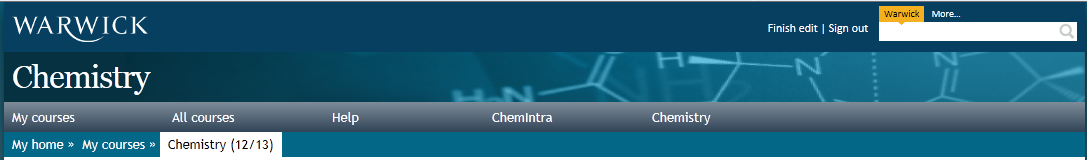 WARWICK
Finish edit | Sign out
Warwick More...
Chemistry
H₂N H N N
My courses All courses Help ChemIntra Chemistry
My home » My courses » Chemistry (12/13)